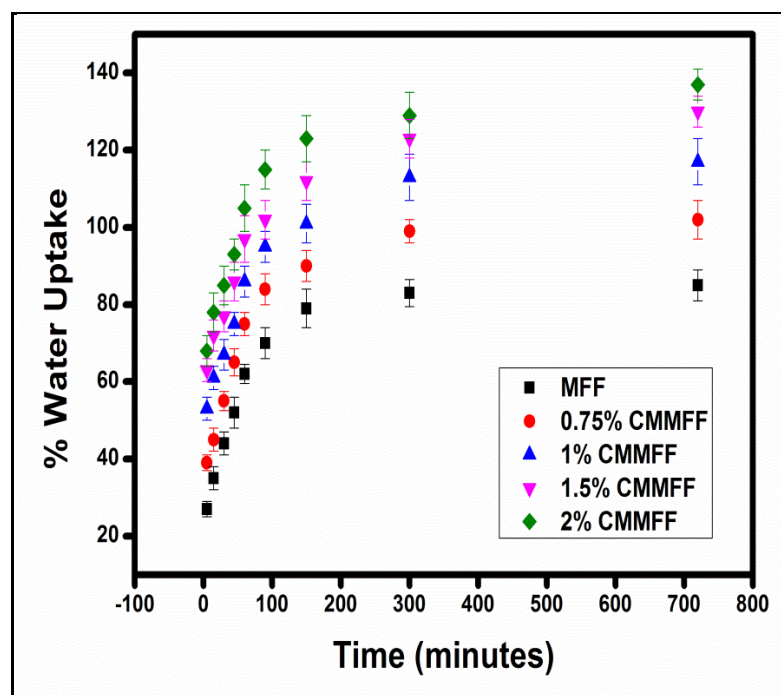 % Water Uptake
140
120
100
80
60
40
20
MFF
0.75% CMMFF
1% CMMFF
1.5% CMMFF
2% CMMFF
-100 0 100 200 300 400 500 600 700 800
Time (minutes)